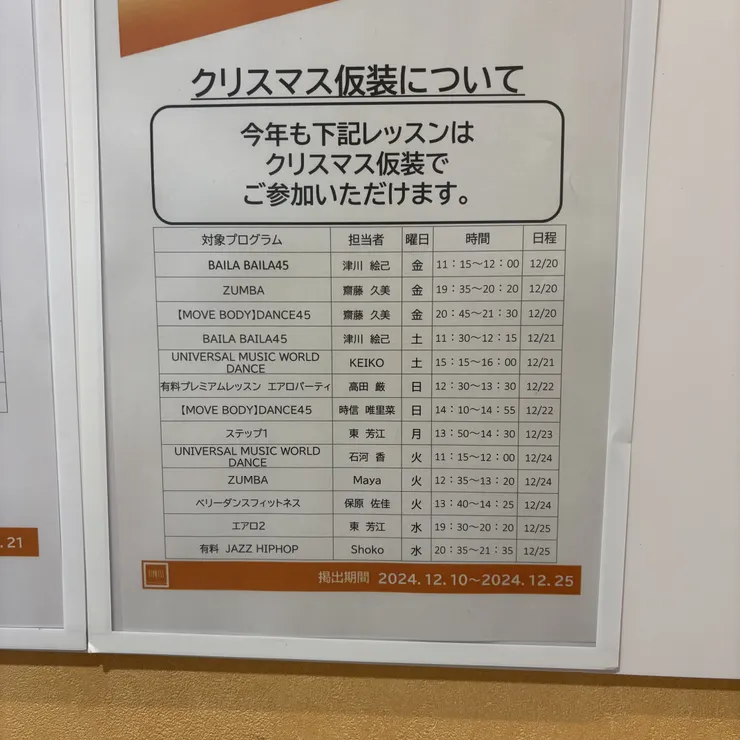 クリスマス仮装について
今年も下記レッスンは
クリスマス仮装で
ご参加いただけます。
対象プログラム 担当者 曜日 時間 日程
BAILA BAILA45 津川 絵己 金 11:15~12:00 12/20
ZUMBA 齋藤 久美 金 19:35~20:20 12/20
【MOVE BODY】DANCE45 齋藤 久美 金 20:45~21:30 12/20
BAILA BAILA45 津川 絵己 土 11:30~12:15 12/21
UNIVERSAL MUSIC WORLD
DANCE KEIKO 土 15:15~16:00 12/21
有料プレミアムレッスン エアロパーティ 高田 厳 日 12:30~13:30 12/22
【MOVE BODY】DANCE45 時信 唯里菜 日 14:10~14:55 12/22
ステップ1 東 芳江 月 13:50~14:30 12/23
UNIVERSAL MUSIC WORLD
DANCE 石河 香 火 11:15~12:00 12/24
ZUMBA Maya 火 12:35~13:20 12/24
ベリーダンスフィットネス 保原 佐佳 火 13:40~14:25 12/24
エアロ2 東 芳江 水 19:30~20:20 12/25
有料 JAZZ HIPHOP Shoko 水 20:35~21:35 12/25
掲出期間 2024.12.10~2024.12.25
.21